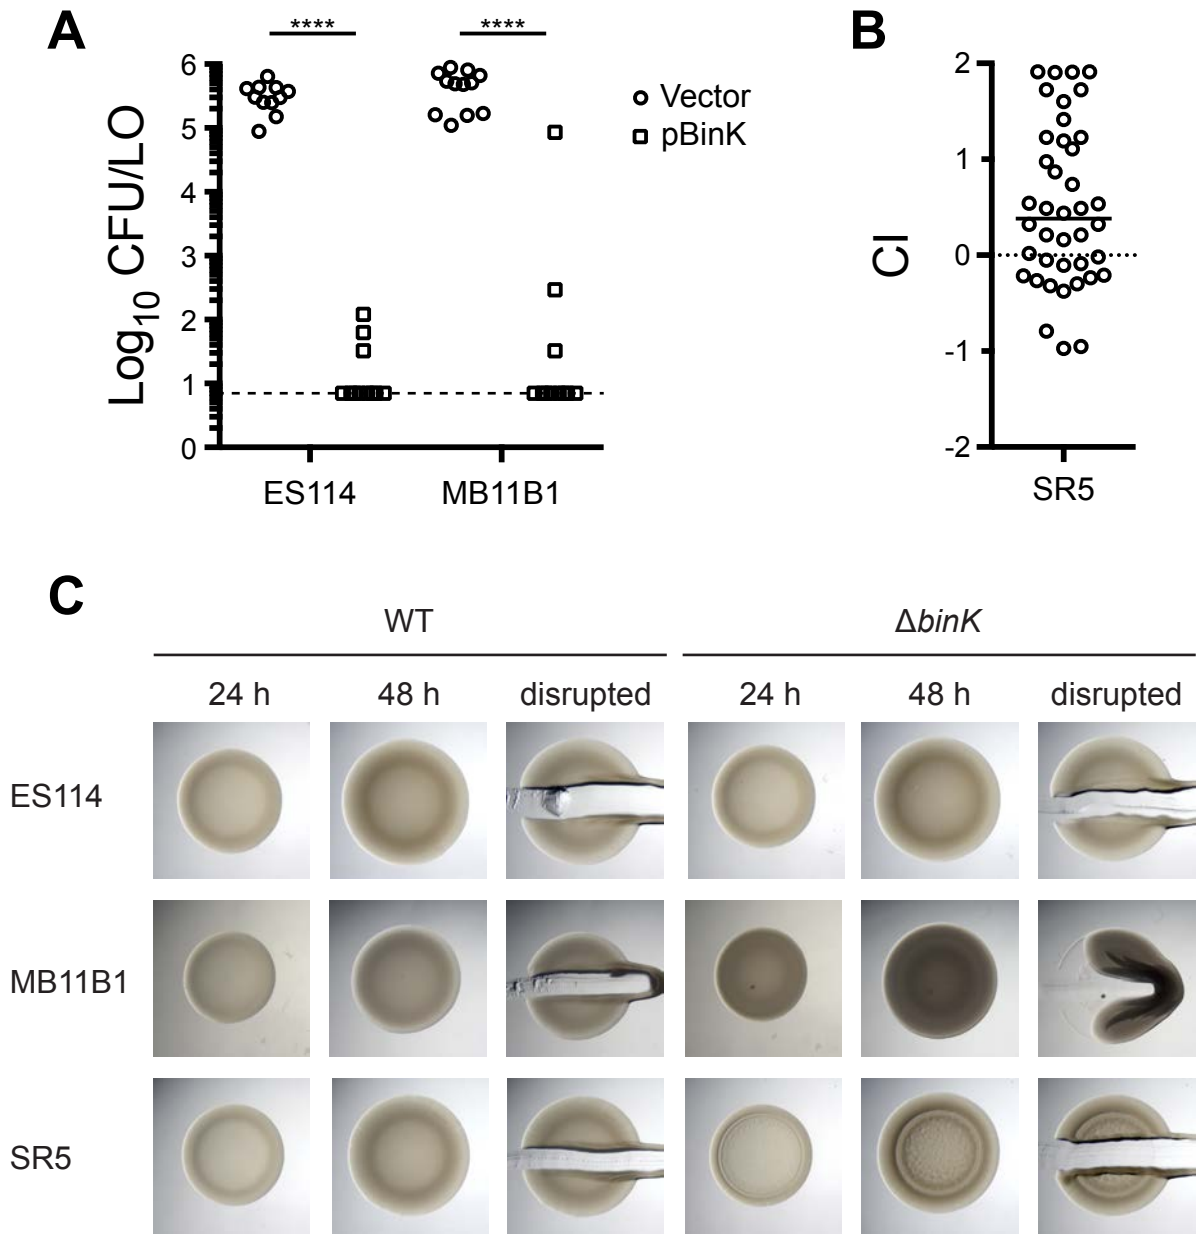 A
B
**** ****
Log10 CFU/LO
6
5
4
3
2
1
0
ES114 MB11B1
Vector
pBinK
CI
2
1
0
-1
-2
SR5
C
WT ΔbinK
24 h 48 h disrupted 24 h 48 h disrupted
ES114
MB11B1
SR5